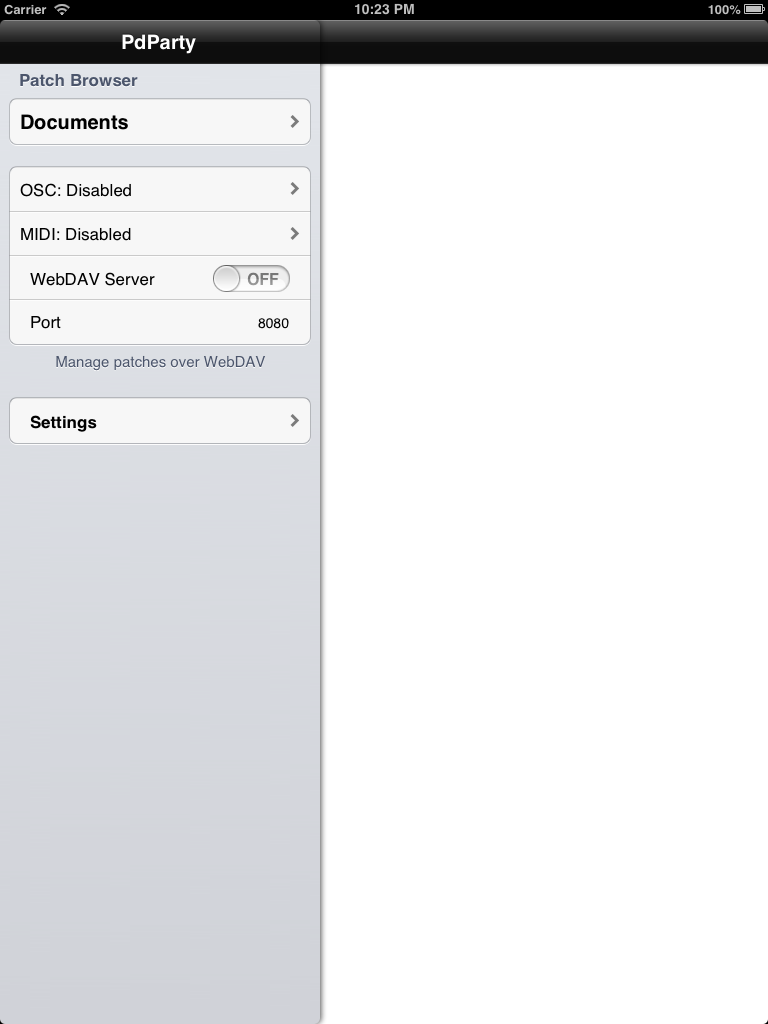 Carrier 10:23 PM 100%
PdParty
Patch Browser
Documents
OSC: Disabled
MIDI: Disabled
WebDAV Server OFF
Port 8080
Manage patches over WebDAV
Settings